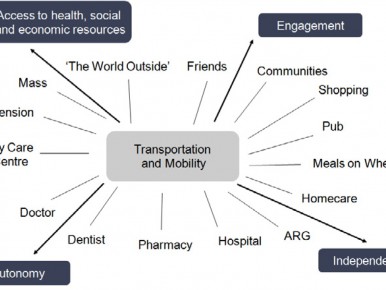 Access to health, social
and economic resources
Engagement
'The World Outside'
Friends
Communities
Mass
Shopping
ension
Pub
Transportation
and Mobility
y Care
entre
Meals on Whe
Homecare
Doctor
Dentist
Pharmacy
Hospital
ARG
utonomy
Independe